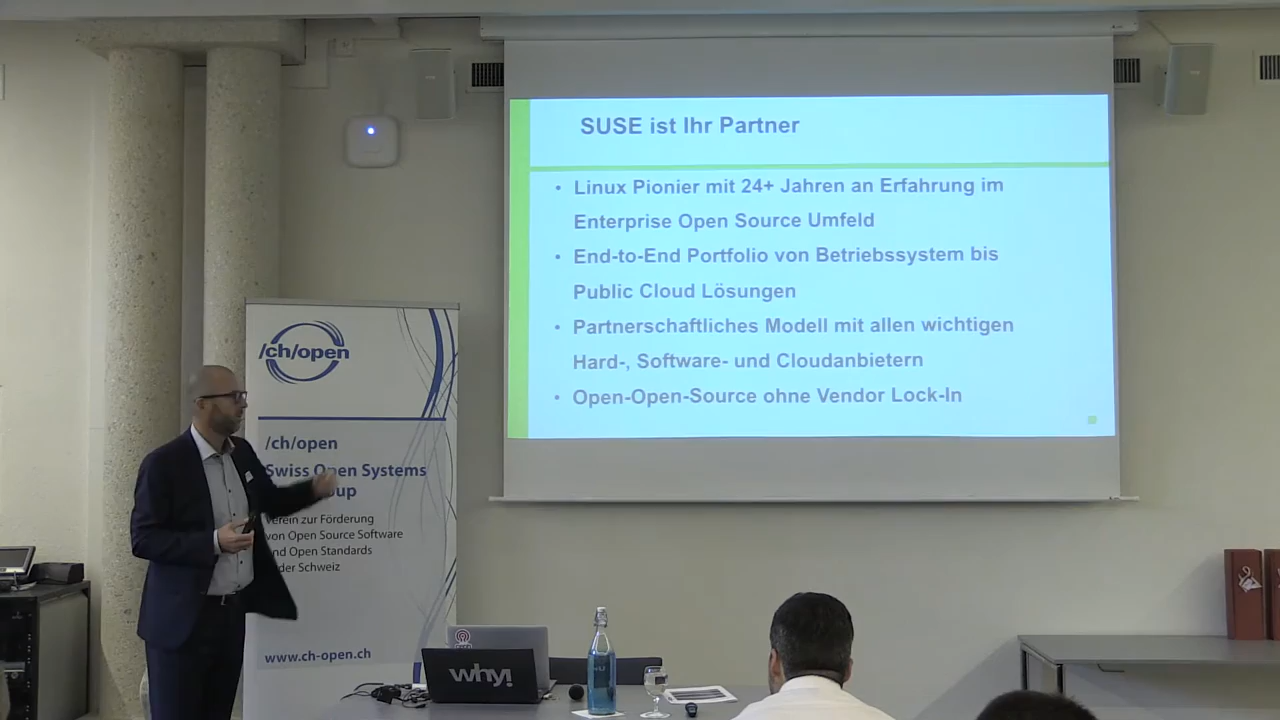 SUSE ist Ihr Partner
• Linux Pionier mit 24+ Jahren an Erfahrung im
Enterprise Open Source Umfeld
• End-to-End Portfolio von Betriebssystem bis
Public Cloud Lösungen
• Partnerschaftliches Modell mit allen wichtigen
Hard-, Software- und Cloudanbietern
• Open-Open-Source ohne Vendor Lock-In
/ch/open
/ch/open
Swiss Open Systems
up
Verein zur Förderung
von Open Source Software
nd Open Standards
der Schweiz
www.ch-open.ch
why!